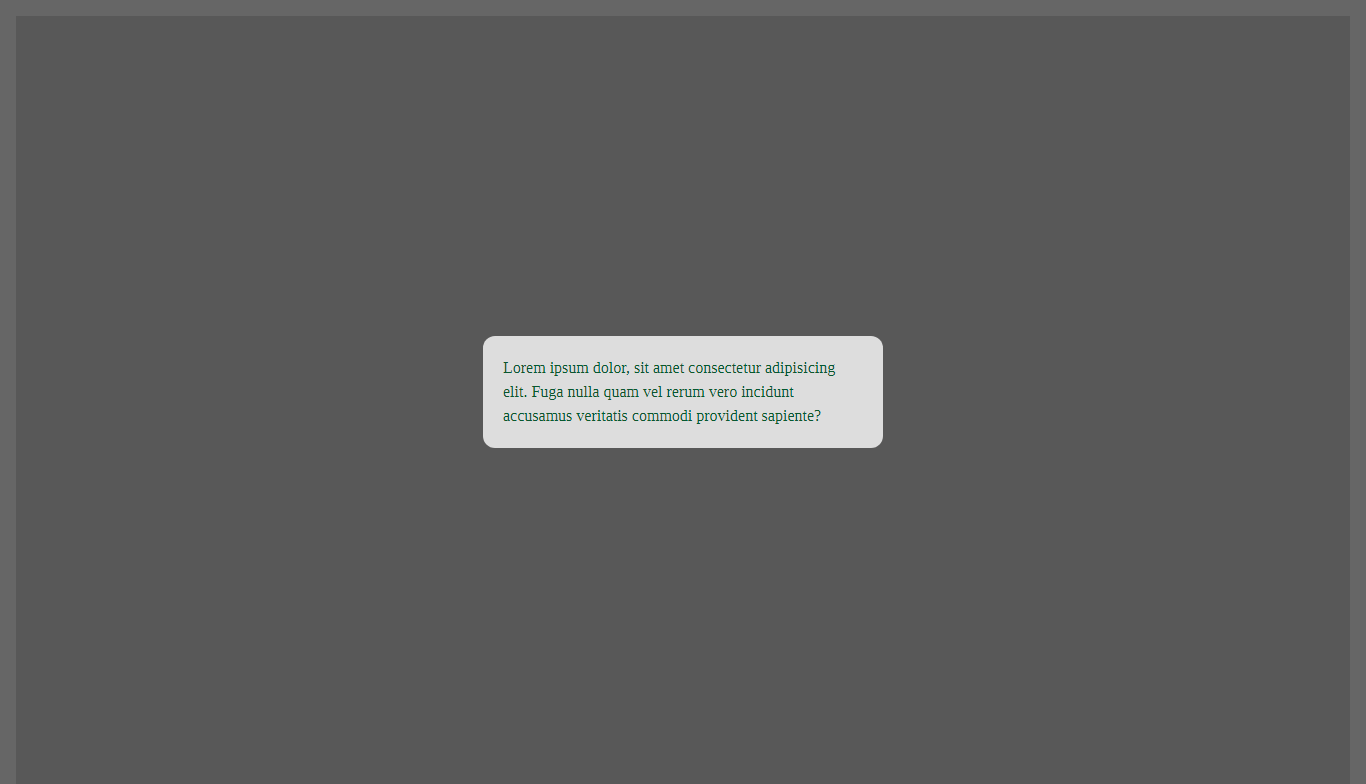 Lorem ipsum dolor, sit amet consectetur adipisicing
elit. Fuga nulla quam vel rerum vero incidunt
accusamus veritatis commodi provident sapiente?